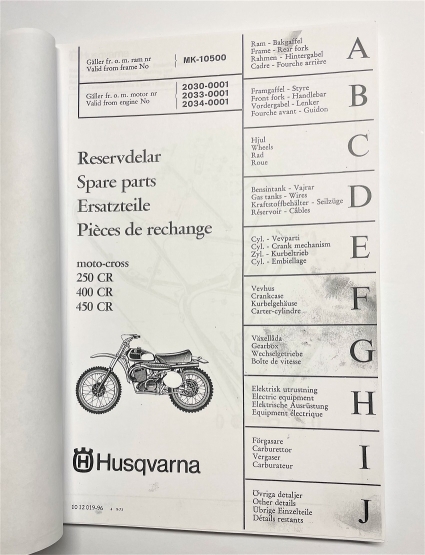 Gäller fr. o. m. ram nr
Valid from frame No
MK-10500
Gäller fr. o. m. motor nr
Valid from engine No
2030-0001
2033-0001
2034-0001
Reservdelar
Spare parts
Ersatzteile
Pièces de rechange
moto-cross
250 CR
400 CR
450 CR
Husqvarna
10 12 019-96
Ram - Bakgaffel
Frame - Rear fork
Rahmen - Hintergabel
Cadre - Fourche arrière
A
Framgaffel - Styre
Front fork - Handlebar
Vordergabel - Lenker
Fourche avant - Guidon
B
Hjul
Wheels
Rad
Roue
C
Bensintank - Vajrar
Gas tanks - Wires
Kraftstoffbehälter - Seilzüge
Réservoir - Câbles
D
Cyl. - Vevparti
Cyl. - Crank mechanism
Zyl. - Kurbeltrieb
Cyl. - Embiellage
E
Vevhus
Crankcase
Kurbelgehäuse
Carter-cylindre
F
Växellåda
Gearbox
Wechselgetriebe
Boîte de vitesse
G
Elektrisk utrustning
Electric equipment
Elektrische Ausrüstung
Equipment électrique
H
Förgasare
Carburettor
Vergaser
Carburateur
I
Övriga detaljer
Other details
Übrige Einzelteile
Détails restants
J